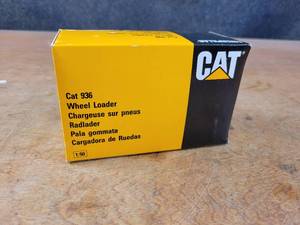 CAT
Cat 936
Wheel Loader
Chargeuse sur pneus
Radlader
Pala gommata
Cargadora de Ruedas
1:50